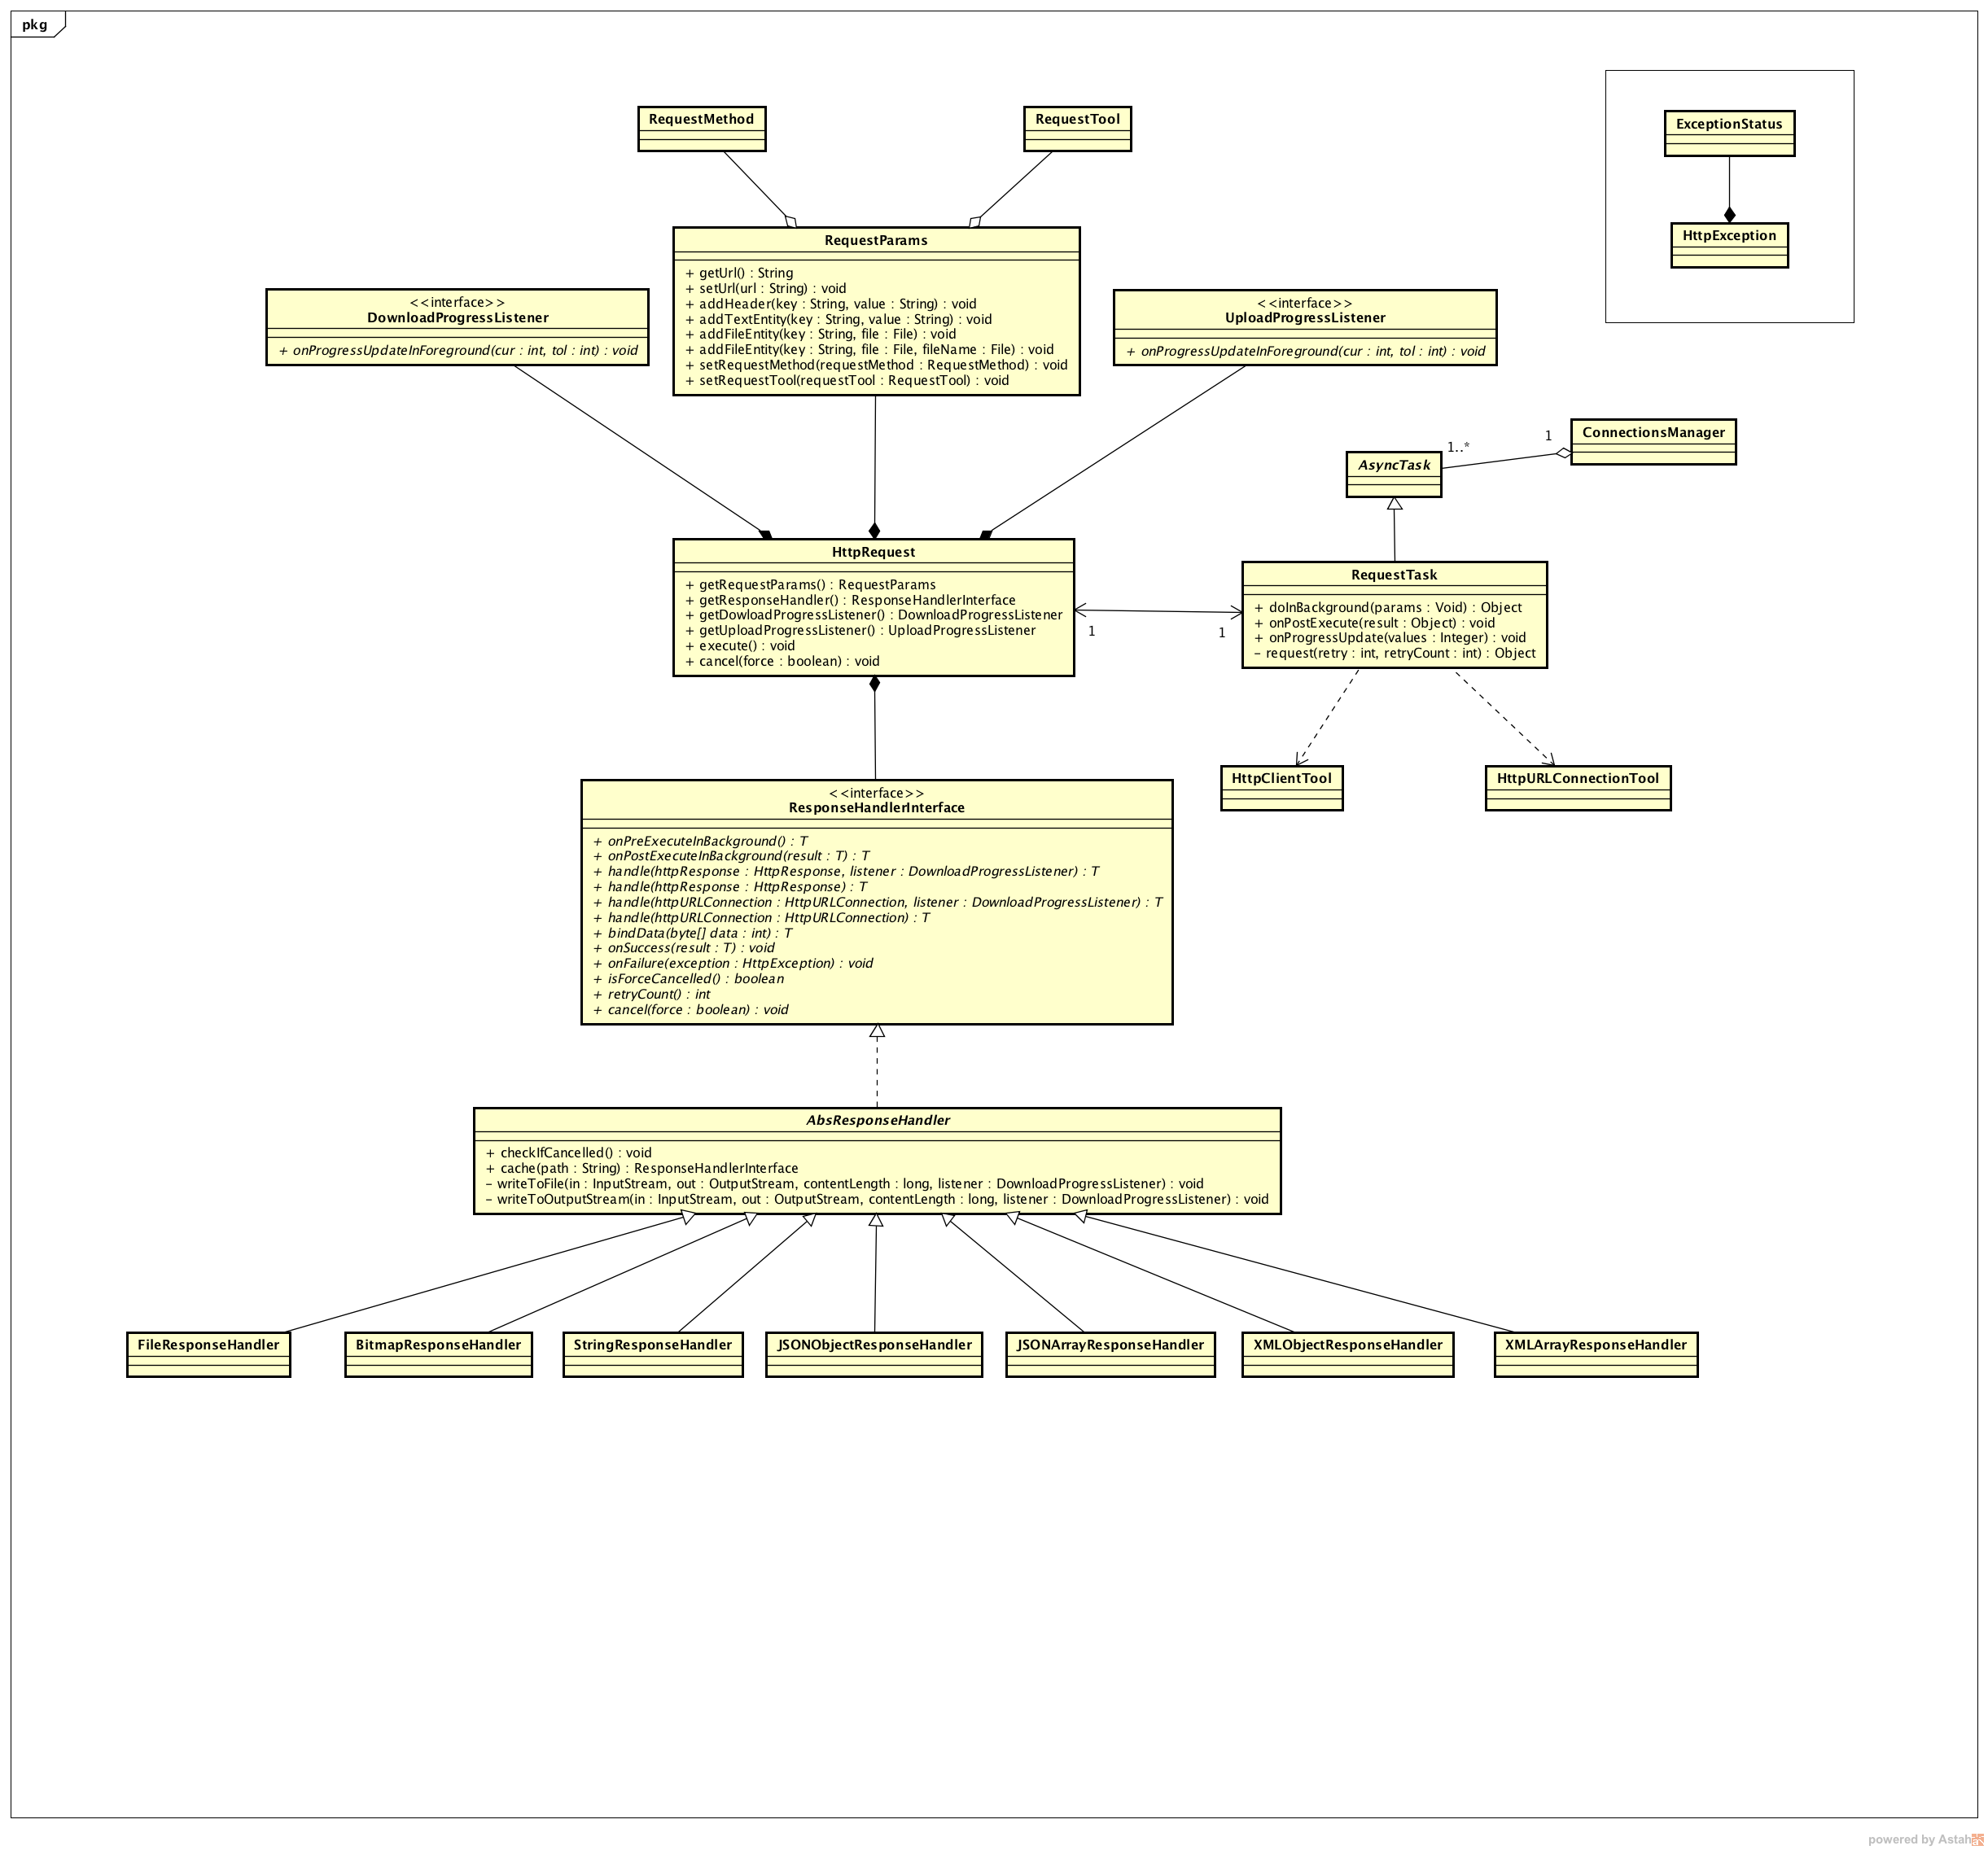 pkg
RequestMethod
RequestTool
ExceptionStatus
HttpException
RequestParams
+ getUrl() : String
+ setUrl(url : String) : void
+ addHeader(key : String, value : String) : void
+ addTextEntity(key : String, value : String) : void
+ addFileEntity(key : String, file : File) : void
+ addFileEntity(key : String, file : File, fileName : File) : void
+ setRequestMethod(requestMethod : RequestMethod) : void
+ setRequestTool(requestTool : RequestTool) : void
<<interface>>
DownloadProgressListener
+ onProgressUpdateInForeground(cur : int, tol : int) : void
<<interface>>
UploadProgressListener
+ onProgressUpdateInForeground(cur : int, tol : int) : void
ConnectionsManager
1
1..*
AsyncTask
HttpRequest
+ getRequestParams() : RequestParams
+ getResponseHandler() : ResponseHandlerInterface
+ getDowloadProgressListener() : DownloadProgressListener
+ getUploadProgressListener() : UploadProgressListener
+ execute() : void
+ cancel(force : boolean) : void
1
1
RequestTask
+ doInBackground(params : Void) : Object
+ onPostExecute(result : Object) : void
+ onProgressUpdate(values : Integer) : void
- request(retry : int, retryCount : int) : Object
HttpClientTool
HttpURLConnectionTool
<<interface>>
ResponseHandlerInterface
+ onPreExecuteInBackground() : T
+ onPostExecuteInBackground(result : T) : T
+ handle(httpResponse : HttpResponse, listener : DownloadProgressListener) : T
+ handle(httpResponse : HttpResponse) : T
+ handle(httpURLConnection : HttpURLConnection, listener : DownloadProgressListener) : T
+ handle(httpURLConnection : HttpURLConnection) : T
+ bindData(byte[] data : int) : T
+ onSuccess(result : T) : void
+ onFailure(exception : HttpException) : void
+ isForceCancelled() : boolean
+ retryCount() : int
+ cancel(force : boolean) : void
AbsResponseHandler
+ checkIfCancelled() : void
+ cache(path : String) : ResponseHandlerInterface
- writeToFile(in : InputStream, out : OutputStream, contentLength : long, listener : DownloadProgressListener) : void
- writeToOutputStream(in : InputStream, out : OutputStream, contentLength : long, listener : DownloadProgressListener) : void
FileResponseHandler
BitmapResponseHandler
StringResponseHandler
JSONObjectResponseHandler
JSONArrayResponseHandler
XMLObjectResponseHandler
XMLArrayResponseHandler
powered by Astah